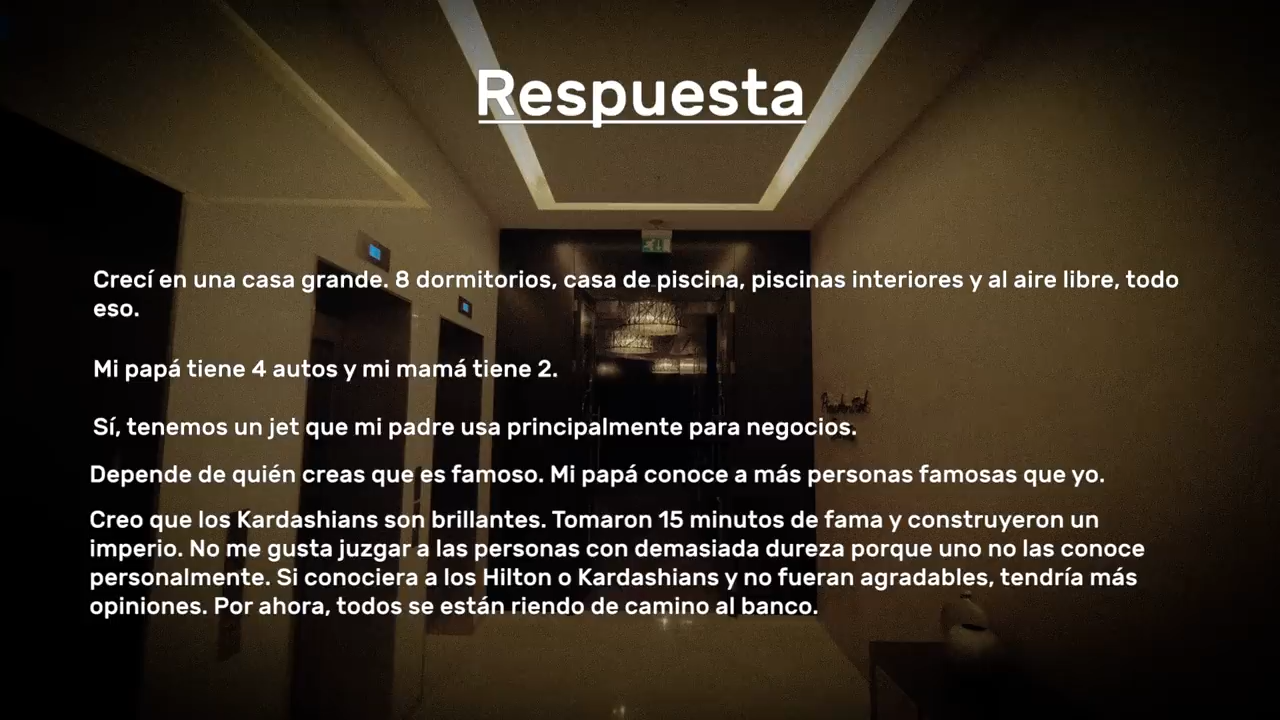 Respuesta
Crecí en una casa grande. 8 dormitorios, casa de piscina, piscinas interiores y al aire libre, todo
eso.
Mi papá tiene 4 autos y mi mamá tiene 2.
Sí, tenemos un jet que mi padre usa principalmente para negocios.
Depende de quién creas que es famoso. Mi papá conoce a más personas famosas que yo.
Creo que los Kardashians son brillantes. Tomaron 15 minutos de fama y construyeron un
imperio. No me gusta juzgar a las personas con demasiada dureza porque uno no las conoce
personalmente. Si conociera a los Hilton o Kardashians y no fueran agradables, tendría más
opiniones. Por ahora, todos se están riendo de camino al banco.